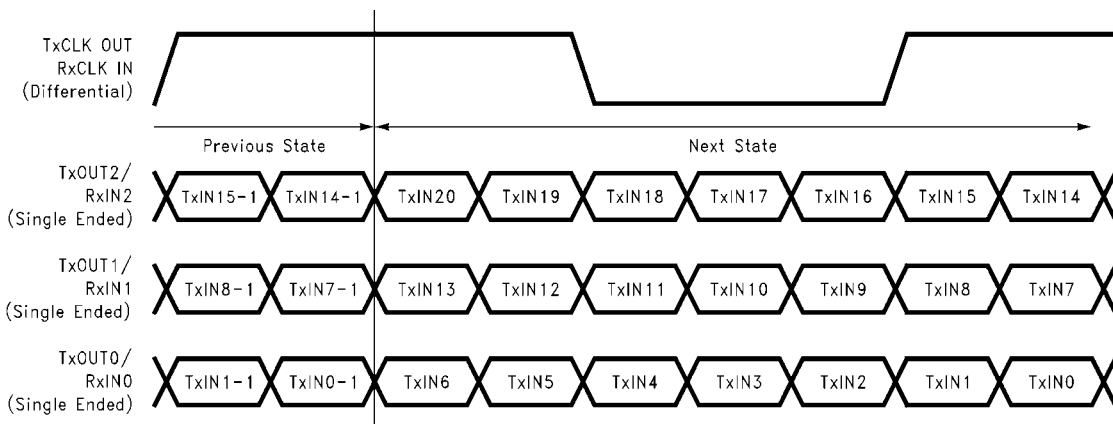 TxCLK OUT
RxCLK IN
(Differential)
Previous State
Next State
TxOUT2/
RxIN2
(Single Ended)
TxIN15-1 TxIN14-1 TxIN20 TxIN19 TxIN18 TxIN17 TxIN16 TxIN15 TxIN14
TxOUT1/
RxIN1
(Single Ended)
TxIN8-1 TxIN7-1 TxIN13 TxIN12 TxIN11 TxIN10 TxIN9 TxIN8 TxIN7
TxOUT0/
RxIN0
(Single Ended)
TxIN1-1 TxIN0-1 TxIN6 TxIN5 TxIN4 TxIN3 TxIN2 TxIN1 TxIN0